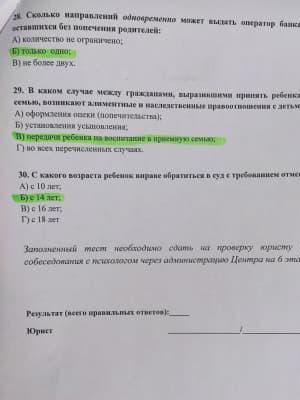 28. Сколько направлений одновременно может выдать оператор банка
оставшихся без попечения родителей:
А) количество не ограничено;
Б) только одно;
В) не более двух.
29. В каком случае между гражданами, выразившими принять ребенка
семью, возникают алиментные и наследственные правоотношения с детьм
А) оформления опеки (попечительства);
Б) установления усыновления;
В) передачи ребенка на воспитание в приемную семью;
Г) во всех перечисленных случаях.
30. С какого возраста ребенок вправе обратиться в суд с требованием отмен
А) с 10 лет;
Б) с 14 лет;
В) с 16 лет;
Г) с 18 лет
Заполненный тест необходимо сдать на проверку юристу
собеседования с психологом через администрацию Центра на 6 эта
Результат (всего правильных ответов):_____
Юрист ____________________/____________